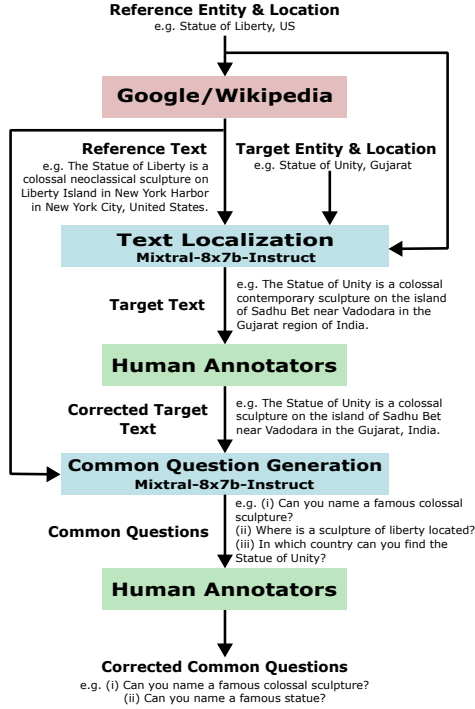 Reference Entity & Location
e.g. Statue of Liberty, US
Google/Wikipedia
Reference Text
e.g. The Statue of Liberty is a
colossal neoclassical sculpture on
Liberty Island in New York Harbor
in New York City, United States.
Target Entity & Location
e.g. Statue of Unity, Gujarat
Text Localization
Mixtral-8x7b-Instruct
Target Text
e.g. The Statue of Unity is a colossal
contemporary sculpture on the island
of Sadhu Bet near Vadodara in the
Gujarat region of India.
Human Annotators
Corrected Target
Text
e.g. The Statue of Unity is a colossal
sculpture on the island of Sadhu Bet
near Vadodara in the Gujarat, India.
Common Question Generation
Mixtral-8x7b-Instruct
Common Questions
e.g. (i) Can you name a famous colossal
sculpture?
(ii) Where is a sculpture of liberty located?
(iii) In which country can you find the
Statue of Unity?
Human Annotators
Corrected Common Questions
e.g. (i) Can you name a famous colossal sculpture?
(ii) Can you name a famous statue?